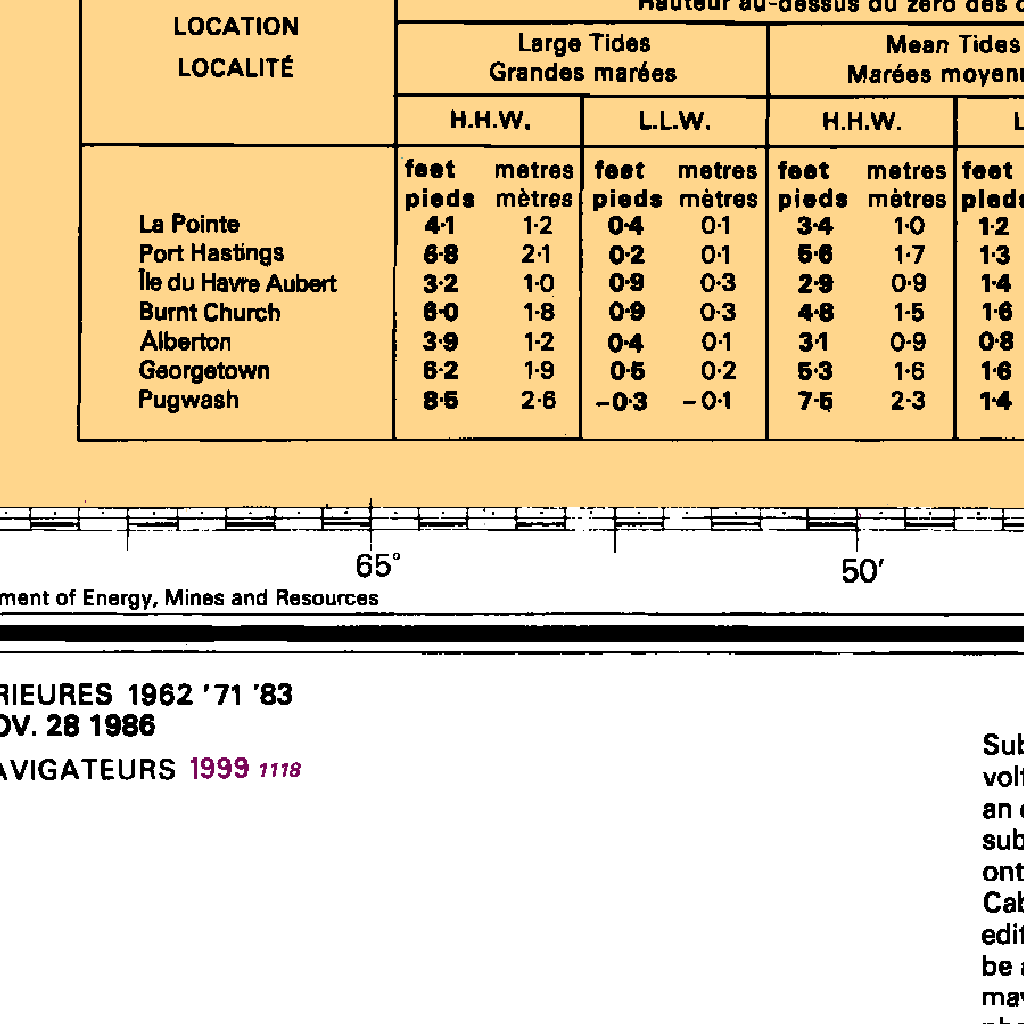 Hauteur au-dessus du zéro des
LOCATION
LOCALITÉ
Large Tides
Grandes marées
Mean Tides
Marées moyenn
H.H.W. L.L.W. H.H.W. L
feet metres feet metres feet metres feet
pieds mètres pieds mètres pieds mètres pieds
La Pointe 4·1 1·2 0·4 0·1 3·4 1·0 1·2
Port Hastings 6·8 2·1 0·2 0·1 5·6 1·7 1·3
Île du Havre Aubert 3·2 1·0 0·9 0·3 2·9 0·9 1·4
Burnt Church 6·0 1·8 0·9 0·3 4·8 1·5 1·6
Alberton 3·9 1·2 0·4 0·1 3·1 0·9 0·8
Georgetown 6·2 1·9 0·5 0·2 5·3 1·6 1·6
Pugwash 8·5 2·6 −0·3 −0·1 7·5 2·3 1·4
65° 50′
ment of Energy, Mines and Resources
RIEURES 1962 '71 '83
OV. 28 1986
AVIGATEURS 1999 1118
Sub
volt
an
sub
ont
Cab
edit
be a
may